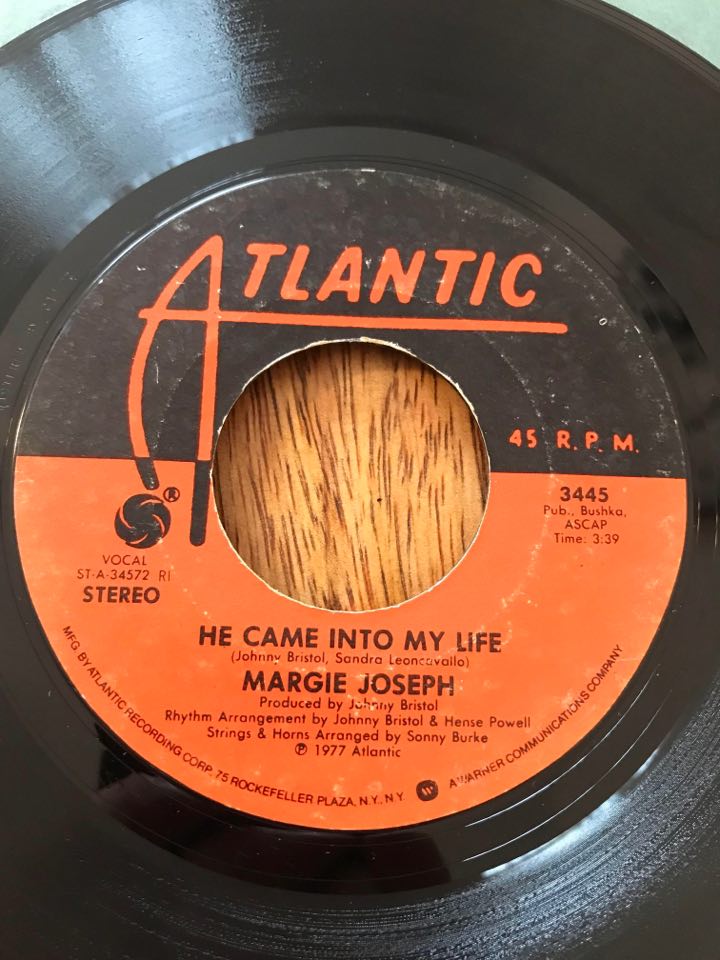 ATLANTIC
45 R.P.M.
®
3445
Pub., Bushka,
ASCAP
Time: 3:39
VOCAL
ST-A-34572 RI
STEREO
HE CAME INTO MY LIFE
(Johnny Bristol, Sandra Leoncavallo)
MARGIE JOSEPH
Produced by Johnny Bristol
Rhythm Arrangement by Johnny Bristol & Hense Powell
Strings & Horns Arranged by Sonny Burke
℗ 1977 Atlantic
MFG. BY ATLANTIC RECORDING CORP. 75 ROCKEFELLER PLAZA, N.Y., N.Y. A WARNER COMMUNICATIONS COMPANY